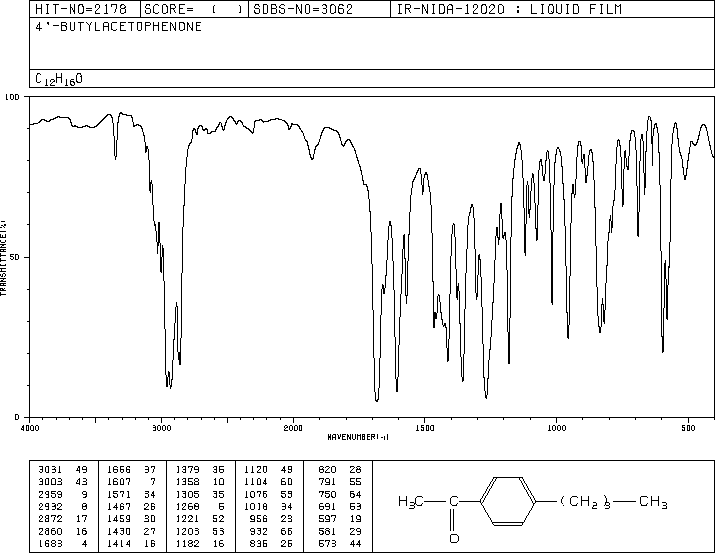 HIT-NO=2178 SCORE= ( ) SDBS-NO=3062 IR-NIDA-12020 : LIQUID FILM
4'-BUTYLACETOPHENONE
C12H16O
100
50
0
TRANSMITTANCE(%)
4000 3000 2000 1500 1000 500
WAVENUMBER(-1)
3031 49 1666 37 1379 36 1120 49 820 28
3003 43 1607 7 1358 10 1104 60 791 55
2959 9 1571 34 1305 35 1076 53 750 64
2932 8 1467 26 1268 5 1018 34 691 53
2872 17 1459 30 1221 52 956 23 597 19
2860 16 1430 27 1203 53 932 66 581 29
1683 4 1414 16 1182 16 836 26 573 44
H3C C (CH2)3 CH3
O